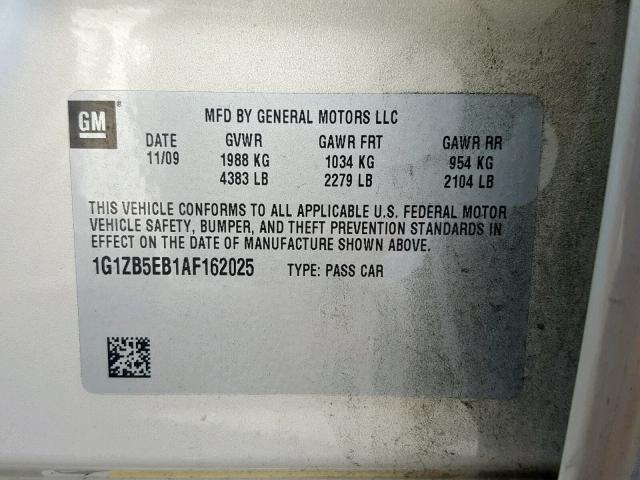 GM®
MFD BY GENERAL MOTORS LLC
DATE GVWR GAWR FRT GAWR RR
11/09 1988 KG 1034 KG 954 KG
4383 LB 2279 LB 2104 LB
THIS VEHICLE CONFORMS TO ALL APPLICABLE U.S. FEDERAL MOTOR
VEHICLE SAFETY, BUMPER, AND THEFT PREVENTION STANDARDS IN
EFFECT ON THE DATE OF MANUFACTURE SHOWN ABOVE.
1G1ZB5EB1AF162025 TYPE: PASS CAR